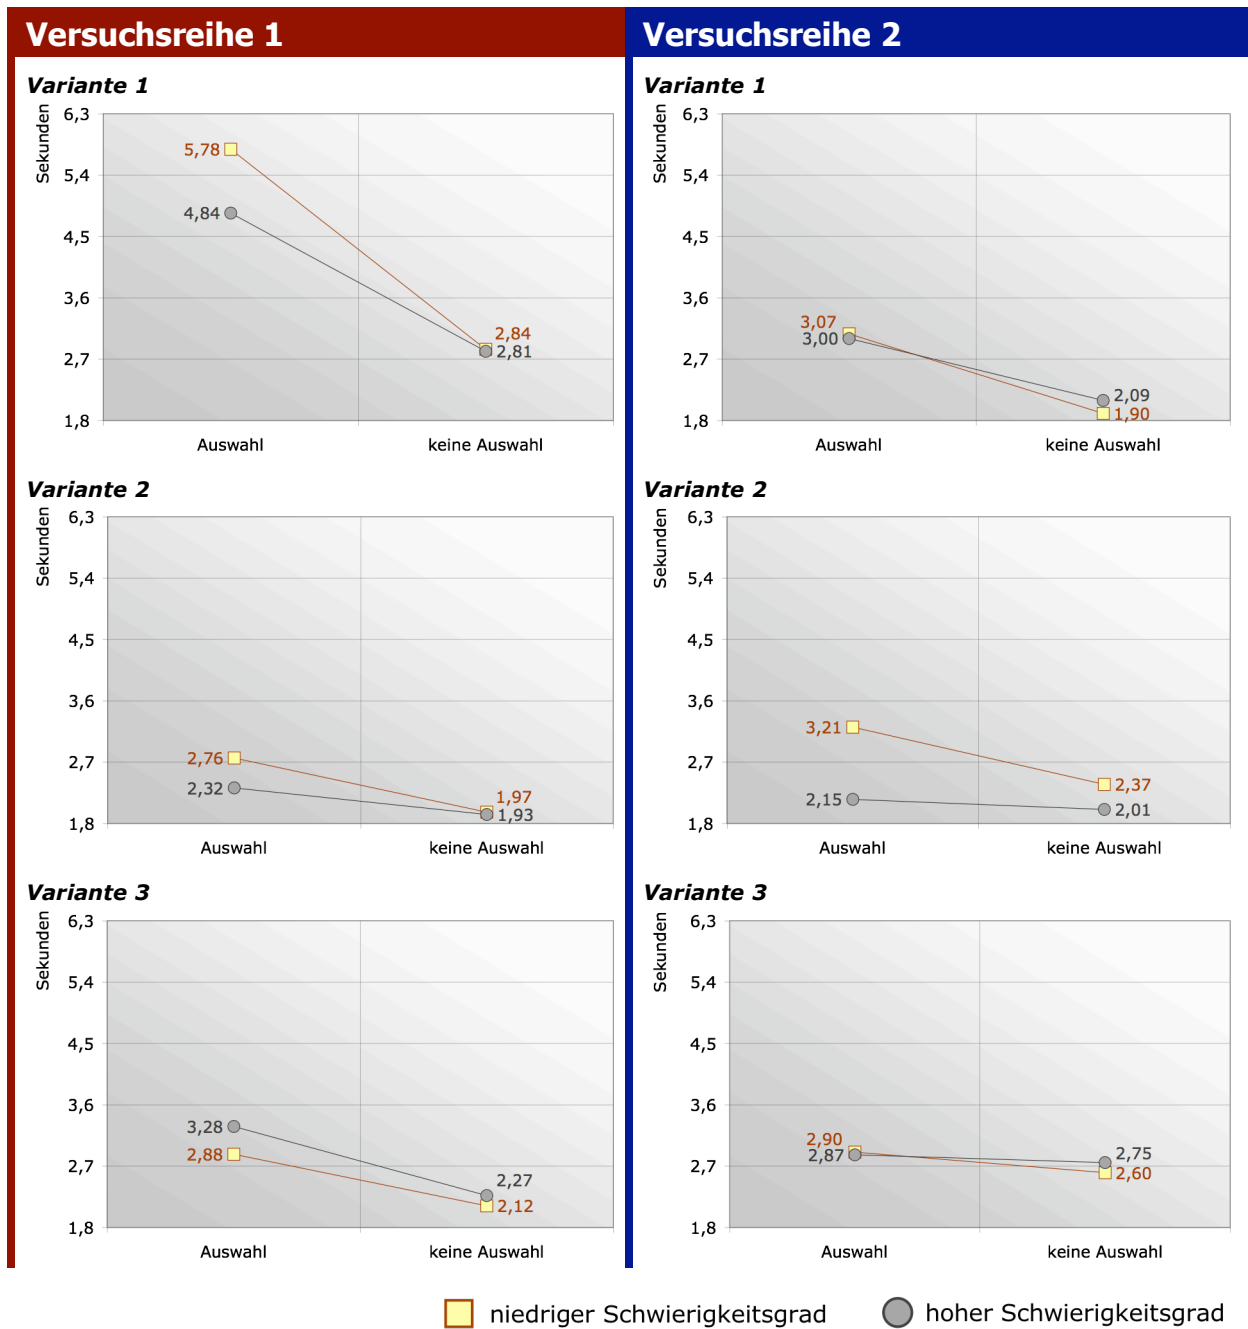 Versuchsreihe 1
Variante 1
Sekunden
6,3
5,4
4,5
3,6
2,7
1,8
5,78
4,84
2,84
2,81
Auswahl
keine Auswahl
Variante 2
Sekunden
6,3
5,4
4,5
3,6
2,7
1,8
2,76
2,32
1,97
1,93
Auswahl
keine Auswahl
Variante 3
Sekunden
6,3
5,4
4,5
3,6
2,7
1,8
3,28
2,88
2,27
2,12
Auswahl
keine Auswahl
Versuchsreihe 2
Variante 1
Sekunden
6,3
5,4
4,5
3,6
2,7
1,8
3,07
3,00
2,09
1,90
Auswahl
keine Auswahl
Variante 2
Sekunden
6,3
5,4
4,5
3,6
2,7
1,8
3,21
2,15
2,37
2,01
Auswahl
keine Auswahl
Variante 3
Sekunden
6,3
5,4
4,5
3,6
2,7
1,8
2,90
2,87
2,75
2,60
Auswahl
keine Auswahl
niedriger Schwierigkeitsgrad
hoher Schwierigkeitsgrad